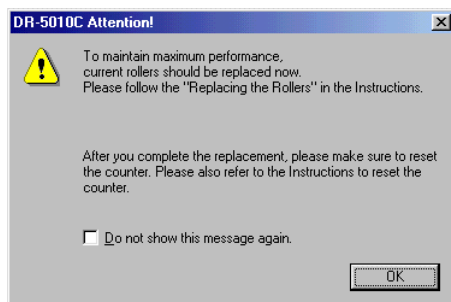 DR-5010C Attention!
To maintain maximum performance,
current rollers should be replaced now.
Please follow the "Replacing the Rollers" in the Instructions.
After you complete the replacement, please make sure to reset
the counter. Please also refer to the Instructions to reset the
counter.
Do not show this message again.
OK